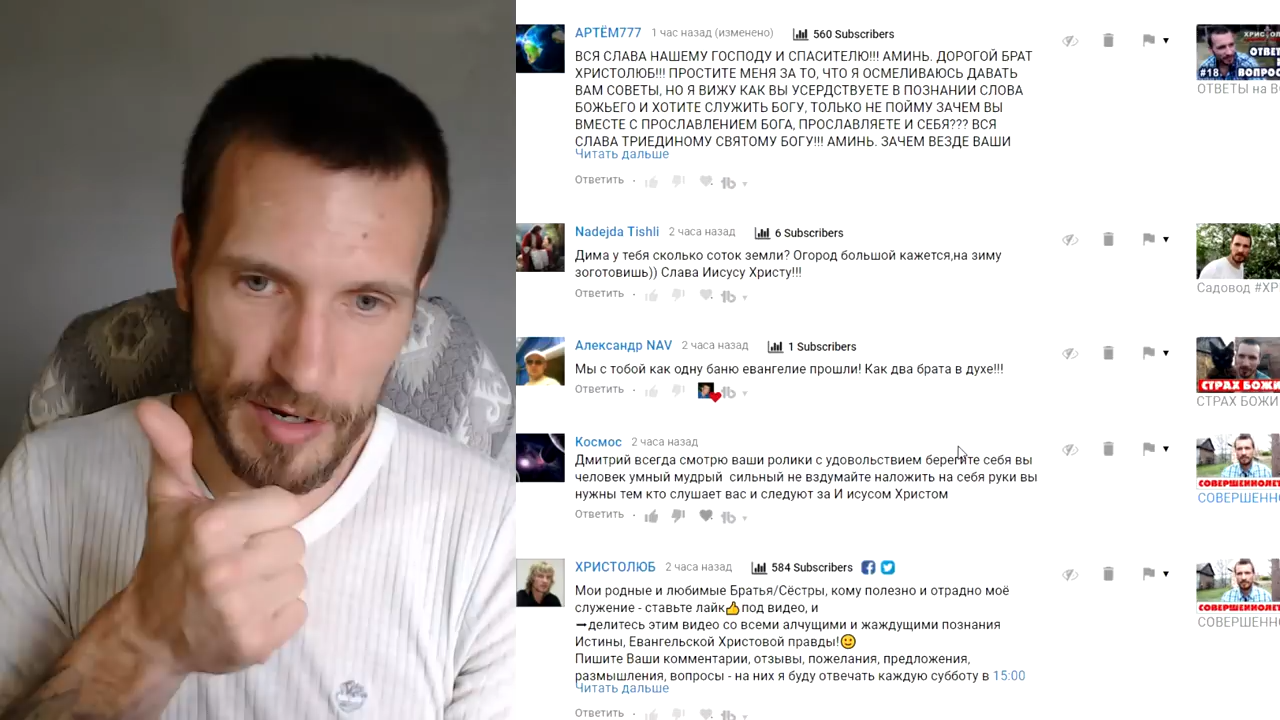 АРТЁМ777 1 час назад (изменено) 560 Subscribers
ВСЯ СЛАВА НАШЕМУ ГОСПОДУ И СПАСИТЕЛЮ!!! АМИНЬ. ДОРОГОЙ БРАТ
ХРИСТОЛЮБ!!! ПРОСТИТЕ МЕНЯ ЗА ТО, ЧТО Я ОСМЕЛИВАЮСЬ ДАВАТЬ
ВАМ СОВЕТЫ, НО Я ВИЖУ КАК ВЫ УСЕРДСТВУЕТЕ В ПОЗНАНИИ СЛОВА
БОЖЬЕГО И ХОТИТЕ СЛУЖИТЬ БОГУ, ТОЛЬКО НЕ ПОЙМУ ЗАЧЕМ ВЫ
ВМЕСТЕ С ПРОСЛАВЛЕНИЕМ БОГА, ПРОСЛАВЛЯЕТЕ И СЕБЯ??? ВСЯ
СЛАВА ТРИЕДИНОМУ СВЯТОМУ БОГУ!!! АМИНЬ. ЗАЧЕМ ВЕЗДЕ ВАШИ
Читать дальше
Ответить
#18
ОТВЕТЫ на В
Nadejda Tishli 2 часа назад 6 Subscribers
Дима у тебя сколько соток земли? Огород большой кажется,на зиму
зоготовишь)) Слава Иисусу Христу!!!
Ответить
Садовод #ХР
Александр NAV 2 часа назад 1 Subscribers
Мы с тобой как одну баню евангелие прошли! Как два брата в духе!!!
Ответить
СТРАХ БОЖИ
СТРАХ БОЖИ
Космос 2 часа назад
Дмитрий всегда смотрю ваши ролики с удовольствием берегите себя вы
человек умный мудрый сильный не вздумайте наложить на себя руки вы
нужны тем кто слушает вас и следуют за И исусом Христом
Ответить
СОВЕРШЕННОЛЕТ
СОВЕРШЕННО
ХРИСТОЛЮБ 2 часа назад 584 Subscribers
Мои родные и любимые Братья/Сёстры, кому полезно и отрадно моё
служение - ставьте лайк👍под видео, и
➞делитесь этим видео со всеми алчущими и жаждущими познания
Истины, Евангельской Христовой правды!🙂
Пишите Ваши комментарии, отзывы, пожелания, предложения,
размышления, вопросы - на них я буду отвечать каждую субботу в 15:00
Читать дальше
Ответить
СОВЕРШЕННОЛЕТ
СОВЕРШЕНН